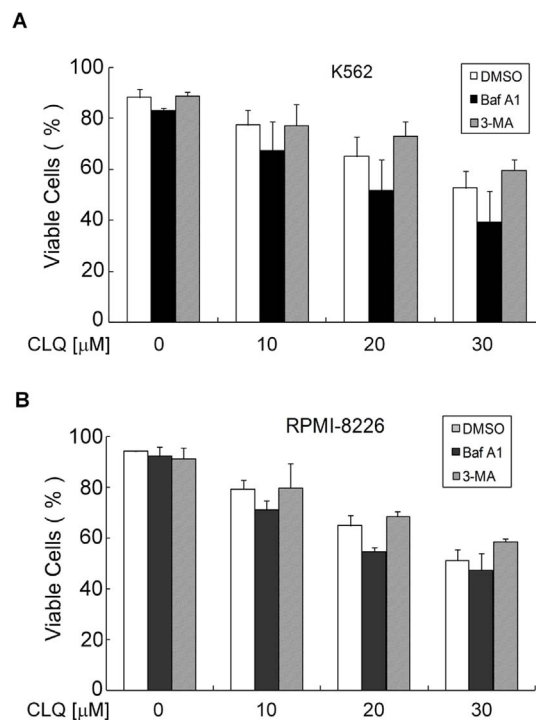 A
K562
DMSO
Baf A1
3-MA
Viable Cells ( % )
100
80
60
40
20
0
CLQ [μM] 0 10 20 30
B
RPMI-8226
DMSO
Baf A1
3-MA
Viable Cells ( % )
100
80
60
40
20
0
CLQ [μM] 0 10 20 30